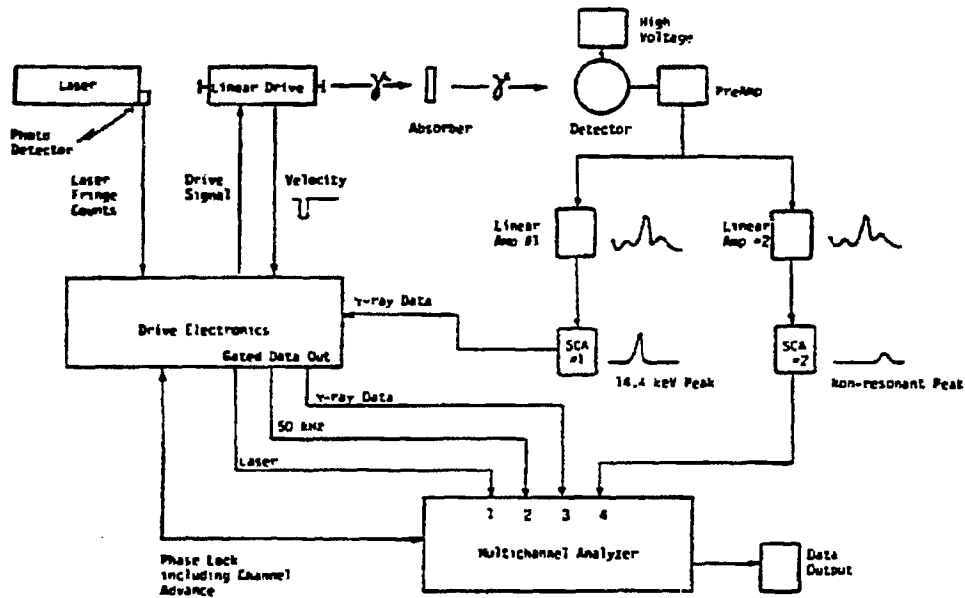 High
Voltage
Laser
Linear Drive
γ
γ
PreAmp
Absorber
Detector
Photo
Detector
Laser
Fringe
Counts
Drive
Signal
Velocity
Linear
Amp #1
Linear
Amp #2
γ-ray Data
Drive Electronics
Gated Data Out
SCA
#1
SCA
#2
14.4 keV Peak
Non-resonant Peak
γ-ray Data
50 kHz
Laser
1 2 3 4
Multichannel Analyzer
Phase Lock
including Channel
Advance
Data
Output